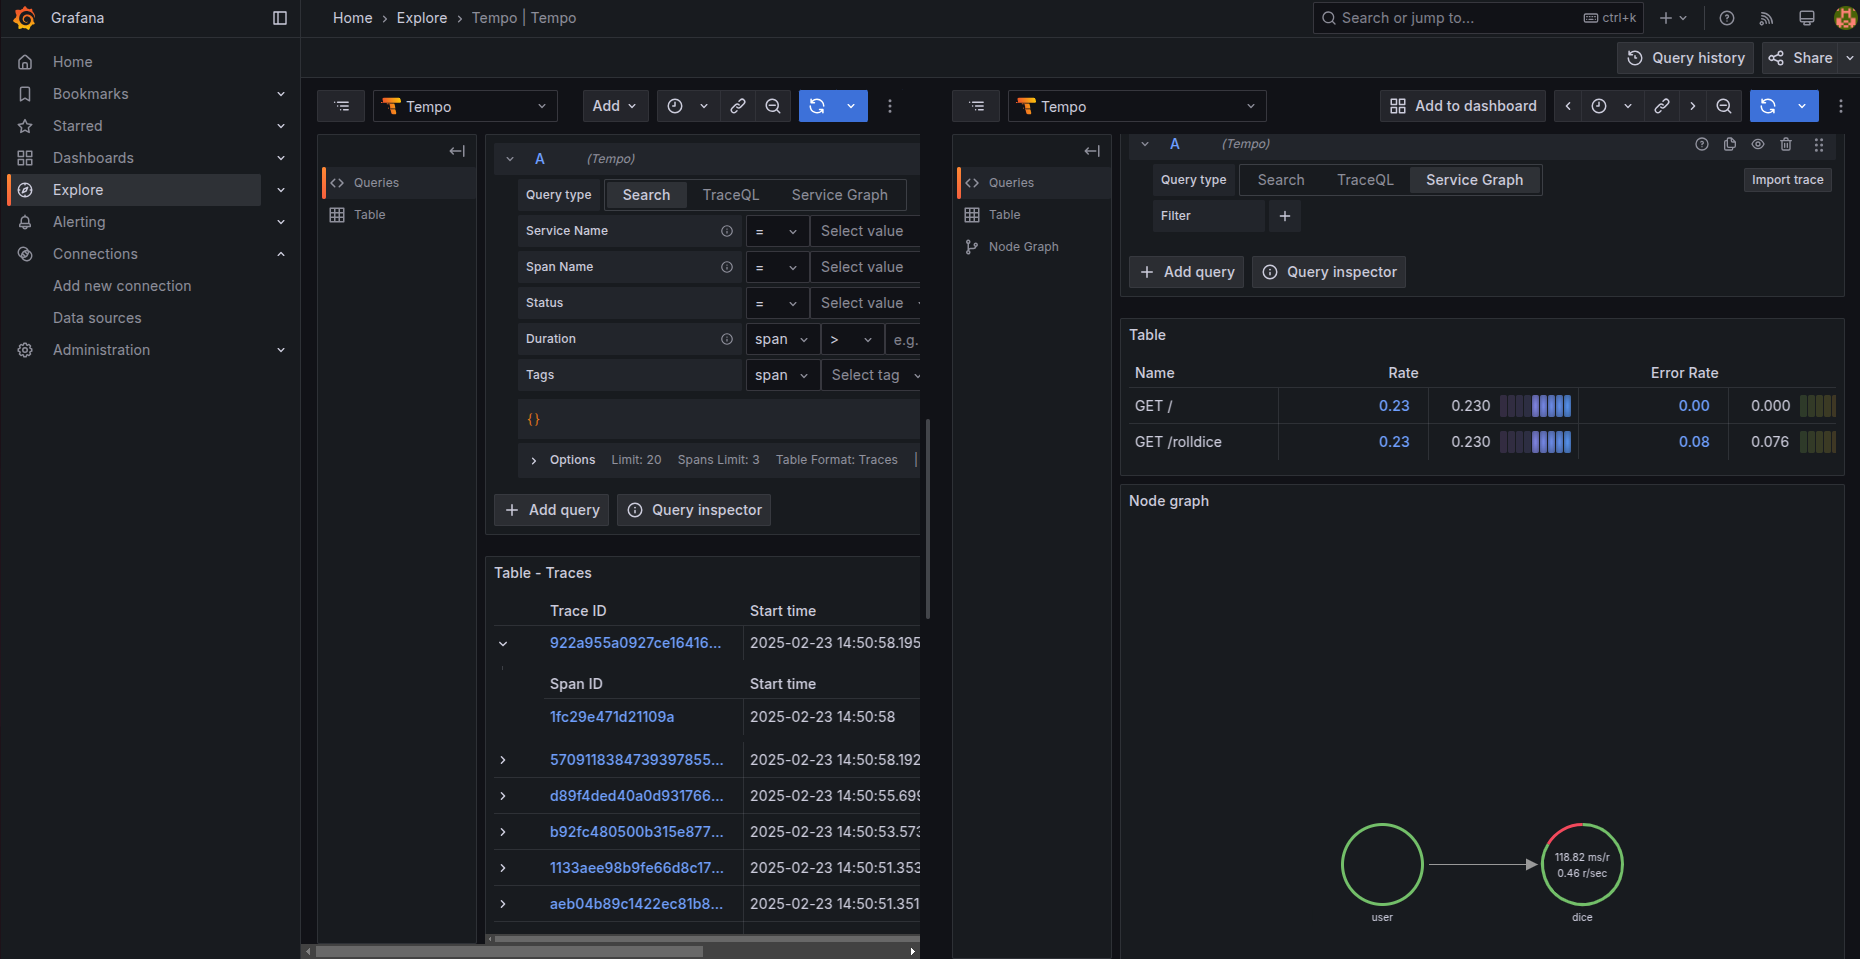 Grafana
Home › Explore › Tempo | Tempo
Search or jump to... ctrl+k
Query history
Share
Home
Bookmarks
Starred
Dashboards
Explore
Alerting
Connections
Add new connection
Data sources
Administration
Tempo
Add
Queries
Table
A (Tempo)
Query type Search TraceQL Service Graph
Service Name = Select value
Span Name = Select value
Status = Select value
Duration span > e.g.
Tags span Select tag
{}
Options Limit: 20 Spans Limit: 3 Table Format: Traces
+ Add query Query inspector
Table - Traces
Trace ID Start time
922a955a0927ce16416... 2025-02-23 14:50:58.195
Span ID Start time
1fc29e471d21109a 2025-02-23 14:50:58
5709118384739397855... 2025-02-23 14:50:58.192
d89f4ded40a0d931766... 2025-02-23 14:50:55.699
b92fc480500b315e877... 2025-02-23 14:50:53.573
1133aee98b9fe66d8c17... 2025-02-23 14:50:51.353
aeb04b89c1422ec81b8... 2025-02-23 14:50:51.351
Tempo
Add to dashboard
Queries
Table
Node Graph
A (Tempo)
Query type Search TraceQL Service Graph Import trace
Filter +
+ Add query Query inspector
Table
Name Rate Error Rate
GET / 0.23 0.230 0.00 0.000
GET /rolldice 0.23 0.230 0.08 0.076
Node graph
118.82 ms/r
0.46 r/sec
user dice